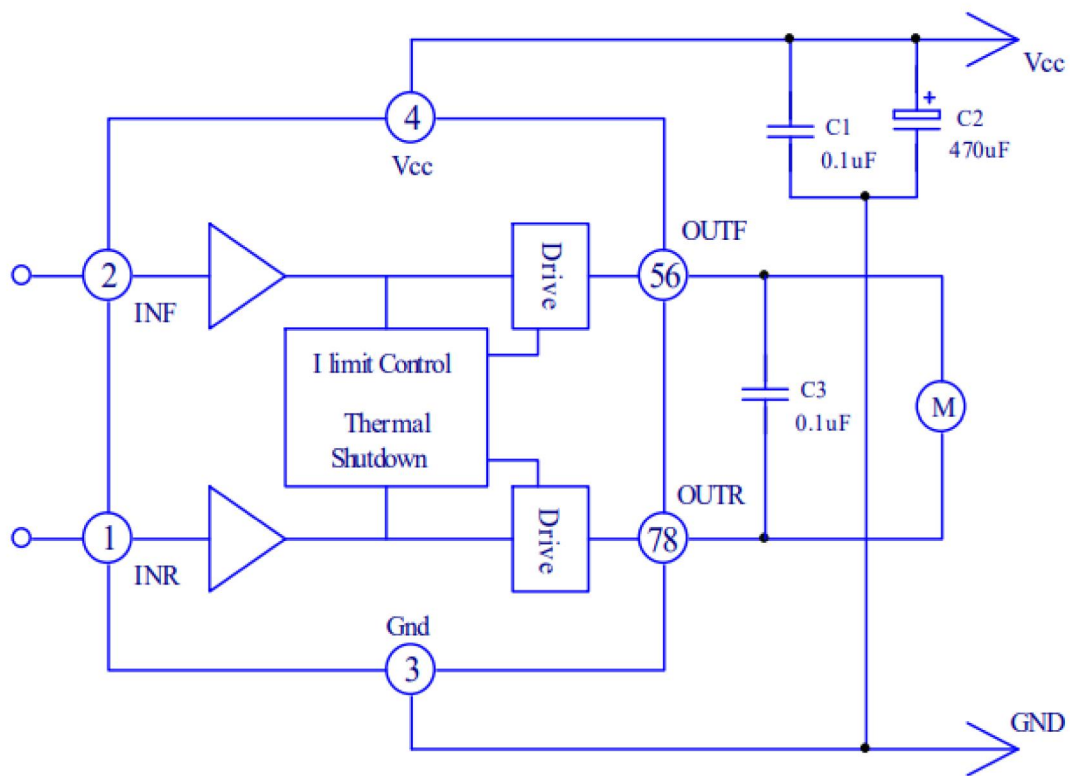 Vcc
4
Vcc
+
C1
0.1uF
C2
470uF
OUTF
2
INF
Drive
56
I limit Control
Thermal
Shutdown
C3
0.1uF
M
OUTR
1
INR
Drive
78
Gnd
3
GND